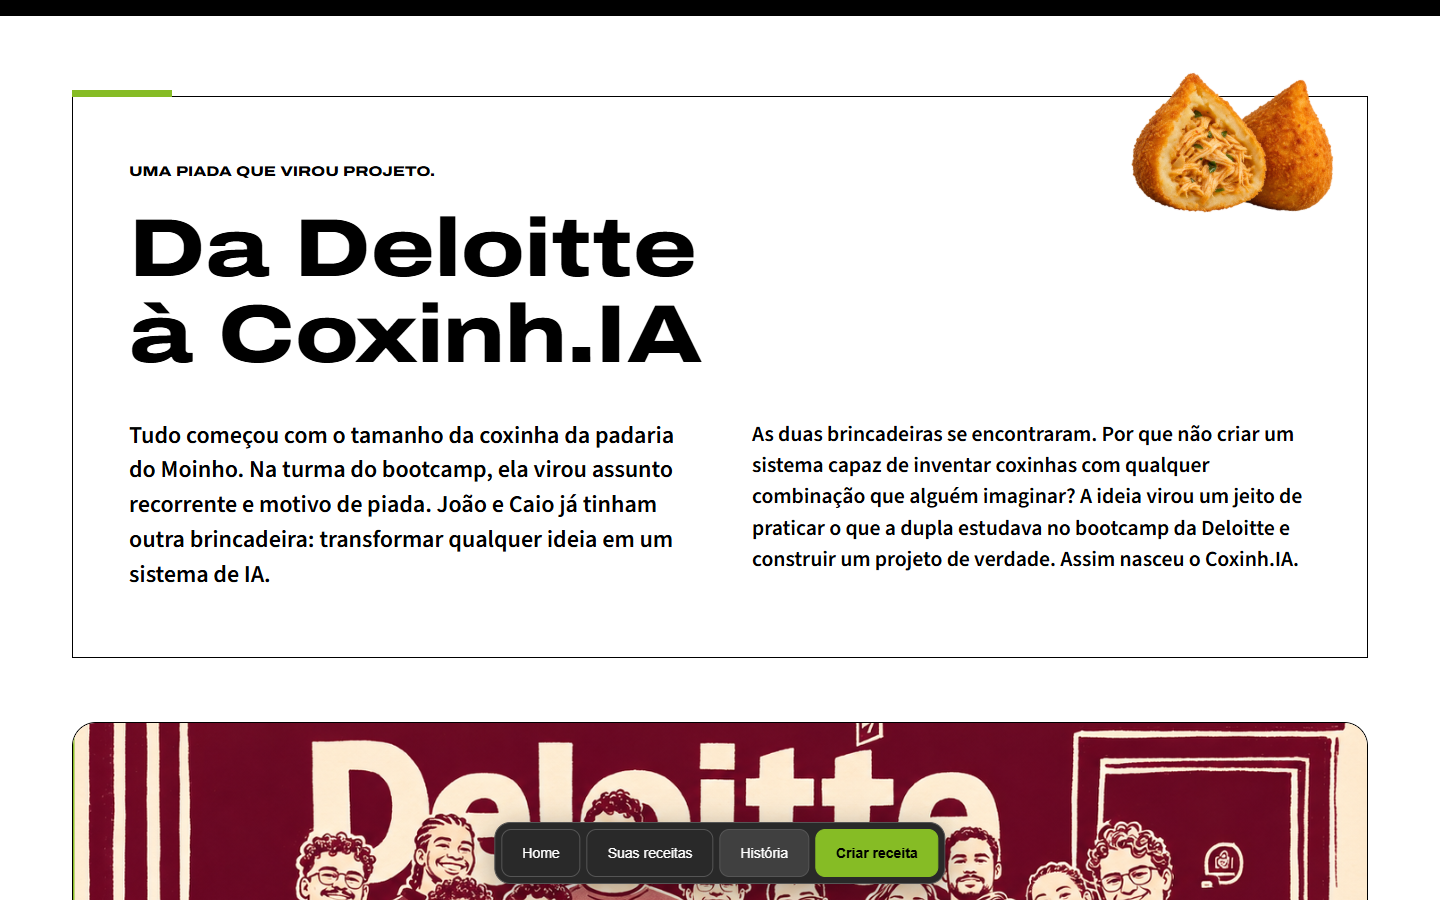 UMA PIADA QUE VIROU PROJETO.
Da Deloitte
à Coxinh.IA
Tudo começou com o tamanho da coxinha da padaria
do Moinho. Na turma do bootcamp, ela virou assunto
recorrente e motivo de piada. João e Caio já tinham
outra brincadeira: transformar qualquer ideia em um
sistema de IA.
As duas brincadeiras se encontraram. Por que não criar um
sistema capaz de inventar coxinhas com qualquer
combinação que alguém imaginar? A ideia virou um jeito de
praticar o que a dupla estudava no bootcamp da Deloitte e
construir um projeto de verdade. Assim nasceu o Coxinh.IA.
Deloitte
Home
Suas receitas
História
Criar receita